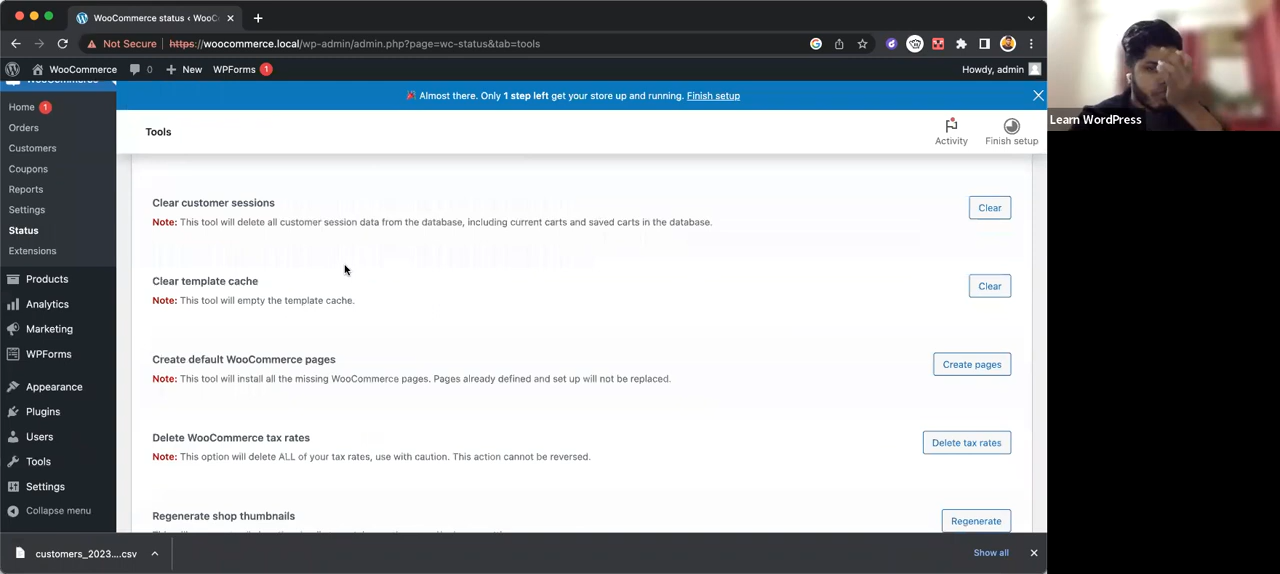 WooCommerce status ‹ WooC
Not Secure
https://woocommerce.local/wp-admin/admin.php?page=wc-status&tab=tools
WooCommerce 0 New WPForms 1
Howdy, admin
WooCommerce
Almost there. Only 1 step left get your store up and running. Finish setup
Home 1
Orders
Customers
Coupons
Reports
Settings
Status
Extensions
Products
Analytics
Marketing
WPForms
Appearance
Plugins
Users
Tools
Settings
Collapse menu
Tools
Activity
Finish setup
Clear customer sessions
Note: This tool will delete all customer session data from the database, including current carts and saved carts in the database.
Clear
Clear template cache
Note: This tool will empty the template cache.
Clear
Create default WooCommerce pages
Note: This tool will install all the missing WooCommerce pages. Pages already defined and set up will not be replaced.
Create pages
Delete WooCommerce tax rates
Note: This option will delete ALL of your tax rates, use with caution. This action cannot be reversed.
Delete tax rates
Regenerate shop thumbnails
Regenerate
customers_2023....csv
Show all
Learn WordPress